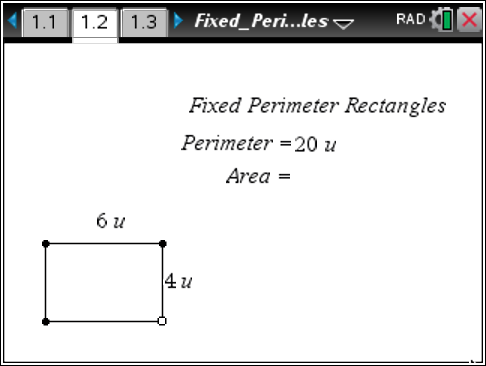 1.1 1.2 1.3 Fixed_Peri...les RAD
Fixed Perimeter Rectangles
Perimeter =20 u
Area =
6 u
4 u